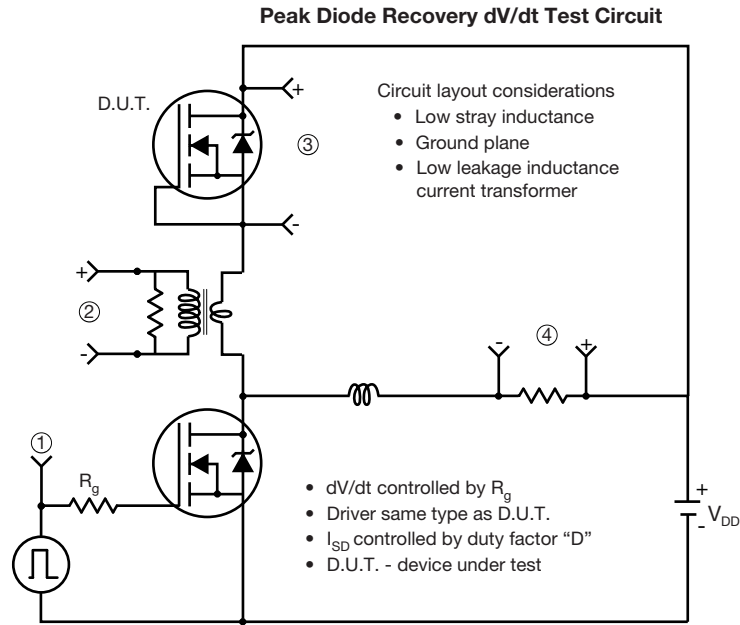 Peak Diode Recovery dV/dt Test Circuit
D.U.T.
+
③
-
Circuit layout considerations
• Low stray inductance
• Ground plane
• Low leakage inductance
current transformer
+
②
-
-
④
+
①
Rg
• dV/dt controlled by Rg
• Driver same type as D.U.T.
• ISD controlled by duty factor “D”
• D.U.T. - device under test
+
VDD
-